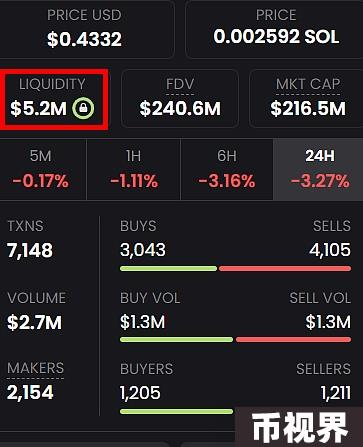 PRICE USD
$0.4332
PRICE
0.002592 SOL
LIQUIDITY
$5.2M
FDV
$240.6M
MKT CAP
$216.5M
5M
-0.17%
1H
-1.11%
6H
-3.16%
24H
-3.27%
TXNS
7,148
BUYS
3,043
SELLS
4,105
VOLUME
$2.7M
BUY VOL
$1.3M
SELL VOL
$1.3M
MAKERS
2,154
BUYERS
1,205
SELLERS
1,211
币视界